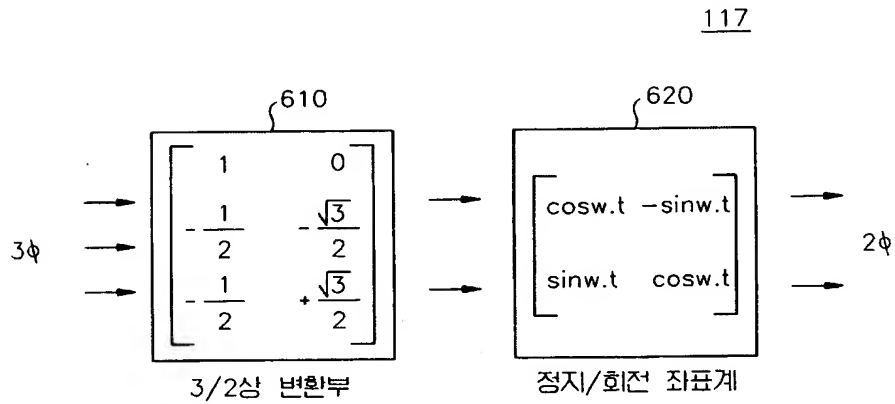 117
610
620
3ϕ
1 0
-1/2 -√3/2
-1/2 +√3/2
cosw.t -sinw.t
sinw.t cosw.t
2ϕ
3/2상 변환부
정지/회전 좌표계